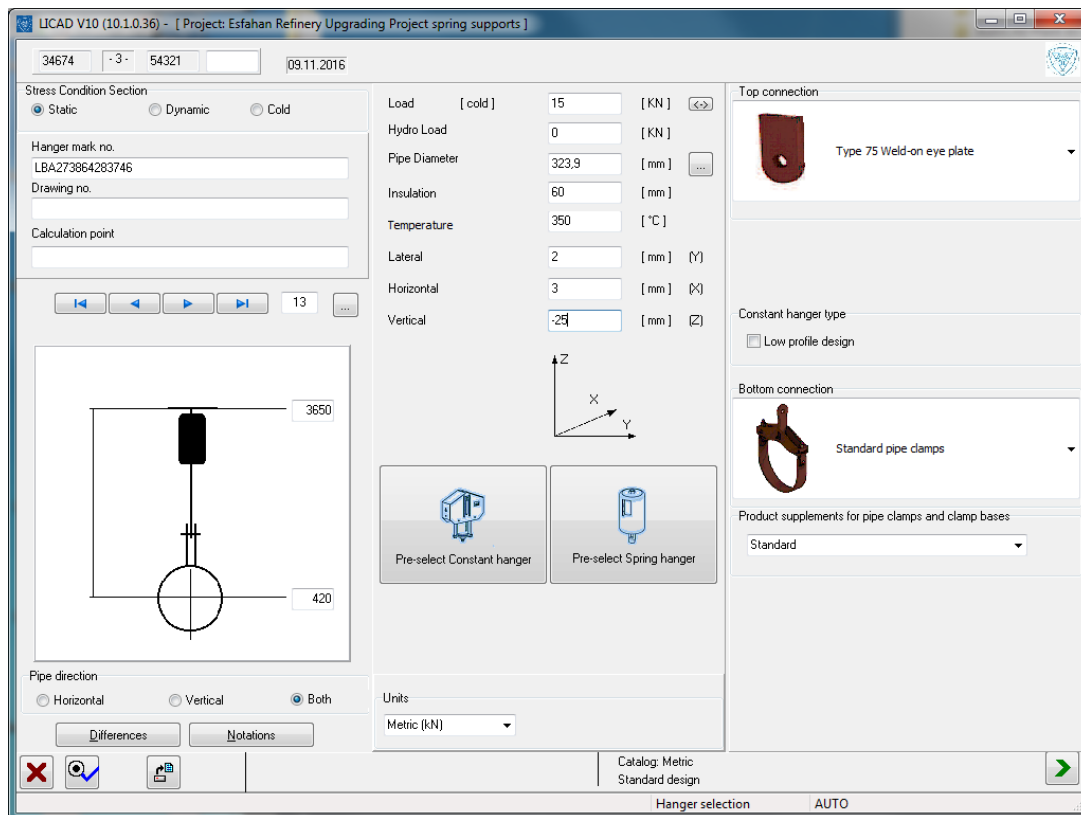 LICAD V10 (10.1.0.36) - [ Project: Esfahan Refinery Upgrading Project spring supports ]
34674 - 3 - 54321 09.11.2016
Stress Condition Section
Static Dynamic Cold
Hanger mark no.
LBA273864283746
Drawing no.
Calculation point
13 ...
3650
420
Pipe direction
Horizontal Vertical Both
Differences Notations
Load [ cold ] 15 [ KN ] <->
Hydro Load 0 [ KN ]
Pipe Diameter 323,9 [ mm ] ...
Insulation 60 [ mm ]
Temperature 350 [ °C ]
Lateral 2 [ mm ] (Y)
Horizontal 3 [ mm ] (X)
Vertical -25 [ mm ] (Z)
Z
X
Y
Pre-select Constant hanger Pre-select Spring hanger
Units
Metric (kN)
Top connection
Type 75 Weld-on eye plate
Constant hanger type
Low profile design
Bottom connection
Standard pipe clamps
Product supplements for pipe clamps and clamp bases
Standard
Catalog: Metric
Standard design
Hanger selection AUTO